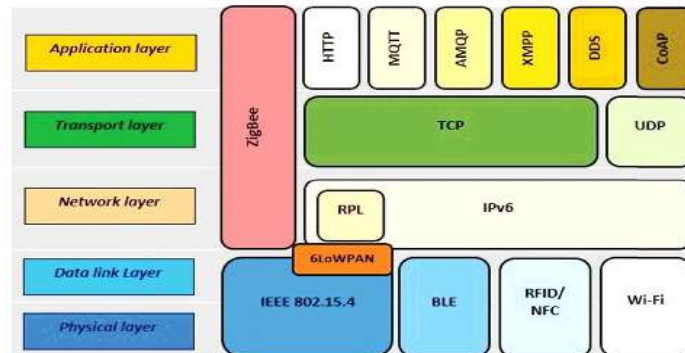 Application layer
HTTP
MQTT
AMQP
XMPP
DDS
CoAP
ZigBee
Transport layer
TCP
UDP
Network layer
RPL
IPv6
6LoWPAN
Data link Layer
IEEE 802.15.4
BLE
RFID/
NFC
Wi-Fi
Physical layer